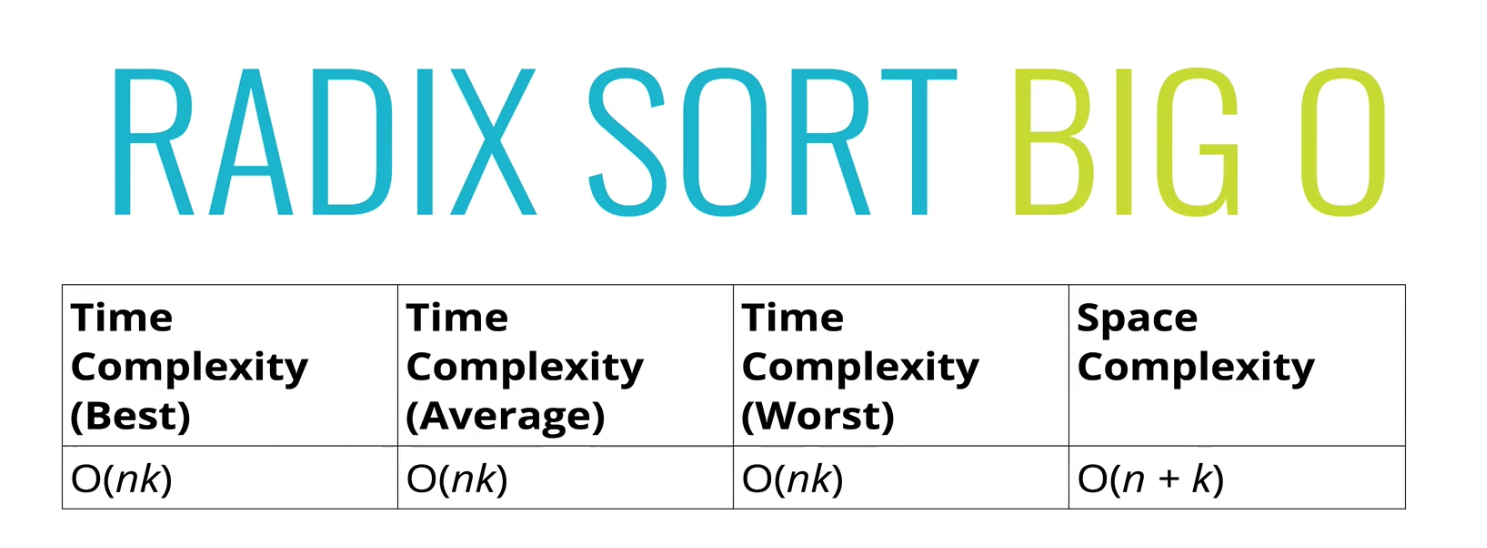 RADIX SORT BIG O
Time Complexity (Best)
Time Complexity (Average)
Time Complexity (Worst)
Space Complexity
O(nk)
O(nk)
O(nk)
O(n + k)